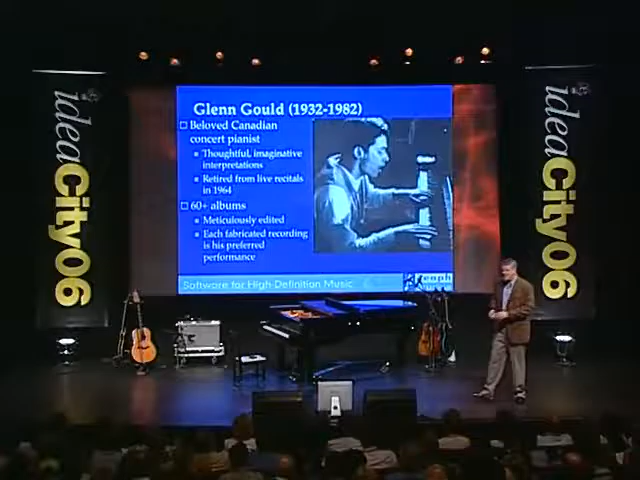 ideaCity06
Glenn Gould (1932-1982)
Beloved Canadian
concert pianist
Thoughtful, imaginative
interpretations
Retired from live recitals
in 1964
60+ albums
Meticulously edited
Each fabricated recording
is his preferred
performance
Software for High-Definition Music
zenph
ideaCity06